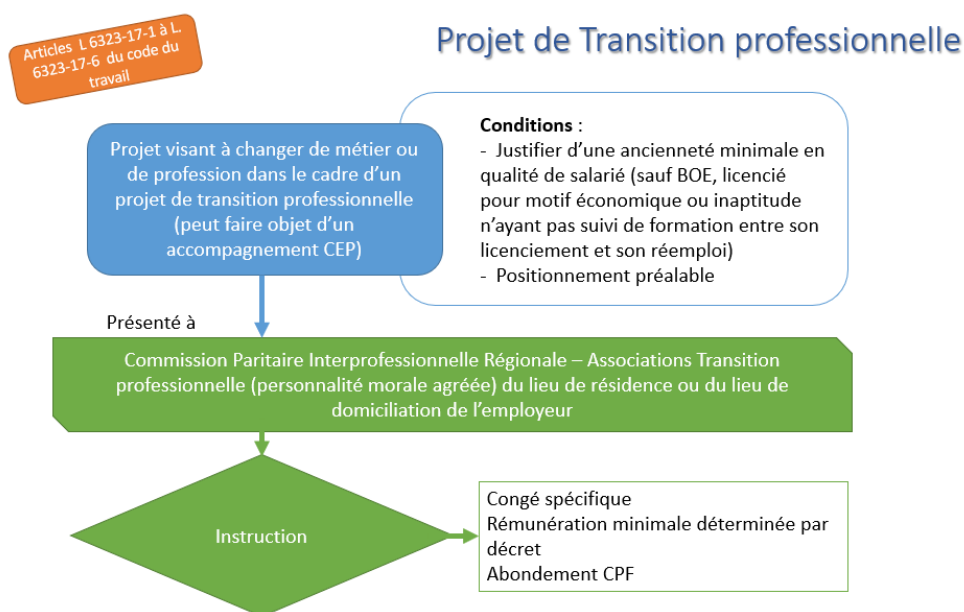 Articles L 6323-17-1 à L.
6323-17-6 du code du
travail
Projet de Transition professionnelle
Projet visant à changer de métier ou
de profession dans le cadre d’un
projet de transition professionnelle
(peut faire objet d’un
accompagnement CEP)
Conditions :
- Justifier d’une ancienneté minimale en
qualité de salarié (sauf BOE, licencié
pour motif économique ou inaptitude
n’ayant pas suivi de formation entre son
licenciement et son réemploi)
- Positionnement préalable
Présenté à
Commission Paritaire Interprofessionnelle Régionale – Associations Transition
professionnelle (personnalité morale agréée) du lieu de résidence ou du lieu de
domiciliation de l’employeur
Instruction
Congé spécifique
Rémunération minimale déterminée par
décret
Abondement CPF